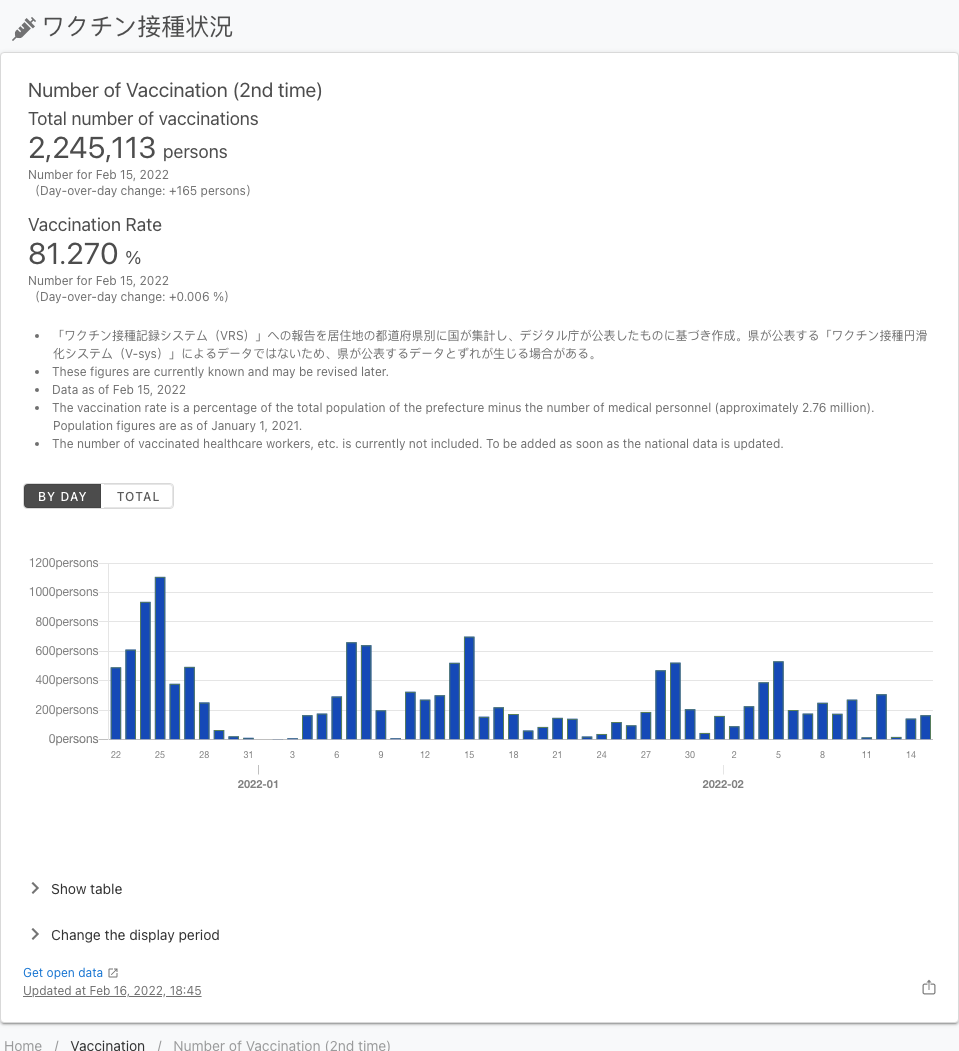 ワクチン接種状況
Number of Vaccination (2nd time)
Total number of vaccinations
2,245,113 persons
Number for Feb 15, 2022
（Day-over-day change: +165 persons）
Vaccination Rate
81.270 %
Number for Feb 15, 2022
（Day-over-day change: +0.006 %）
• 「ワクチン接種記録システム（VRS）」への報告を居住地の都道府県別に国が集計し、デジタル庁が公表したものに基づき作成。県が公表する「ワクチン接種円滑
化システム（V-sys）」によるデータではないため、県が公表するデータとずれが生じる場合がある。
• These figures are currently known and may be revised later.
• Data as of Feb 15, 2022
• The vaccination rate is a percentage of the total population of the prefecture minus the number of medical personnel (approximately 2.76 million).
Population figures are as of January 1, 2021.
• The number of vaccinated healthcare workers, etc. is currently not included. To be added as soon as the national data is updated.
BY DAY TOTAL
1200persons
1000persons
800persons
600persons
400persons
200persons
0persons
22 25 28 31 3 6 9 12 15 18 21 24 27 30 2 5 8 11 14
2022-01 2022-02
Show table
Change the display period
Get open data
Updated at Feb 16, 2022, 18:45
Home / Vaccination / Number of Vaccination (2nd time)